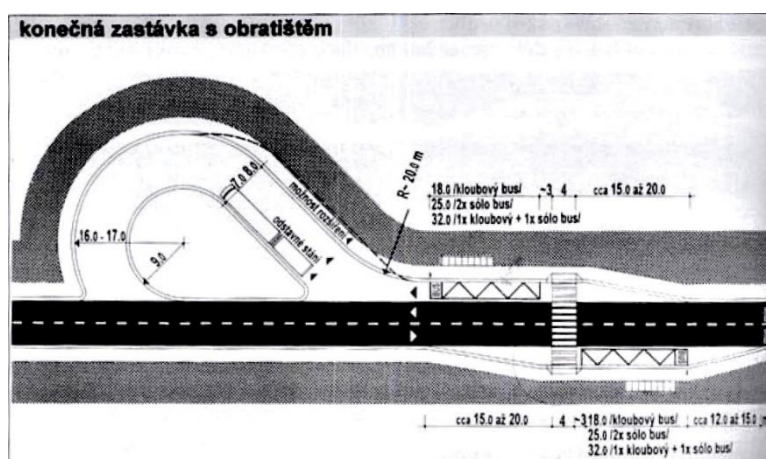 konečná zastávka s obratištěm
7.0-8.0
možnost rozšíření
odstavné stání
16.0 - 17.0
9.0
R~ 20.0 m
18.0 /kloubový bus/ ~3 4 cca 15.0 až 20.0
25.0 /2x sólo bus/
32.0 /1x kloubový + 1x sólo bus/
BUS
cca 15.0 až 20.0 4 ~3 18.0 /kloubový bus/ cca 12.0 až 15.0
25.0 /2x sólo bus/
32.0 /1x kloubový + 1x sólo bus/